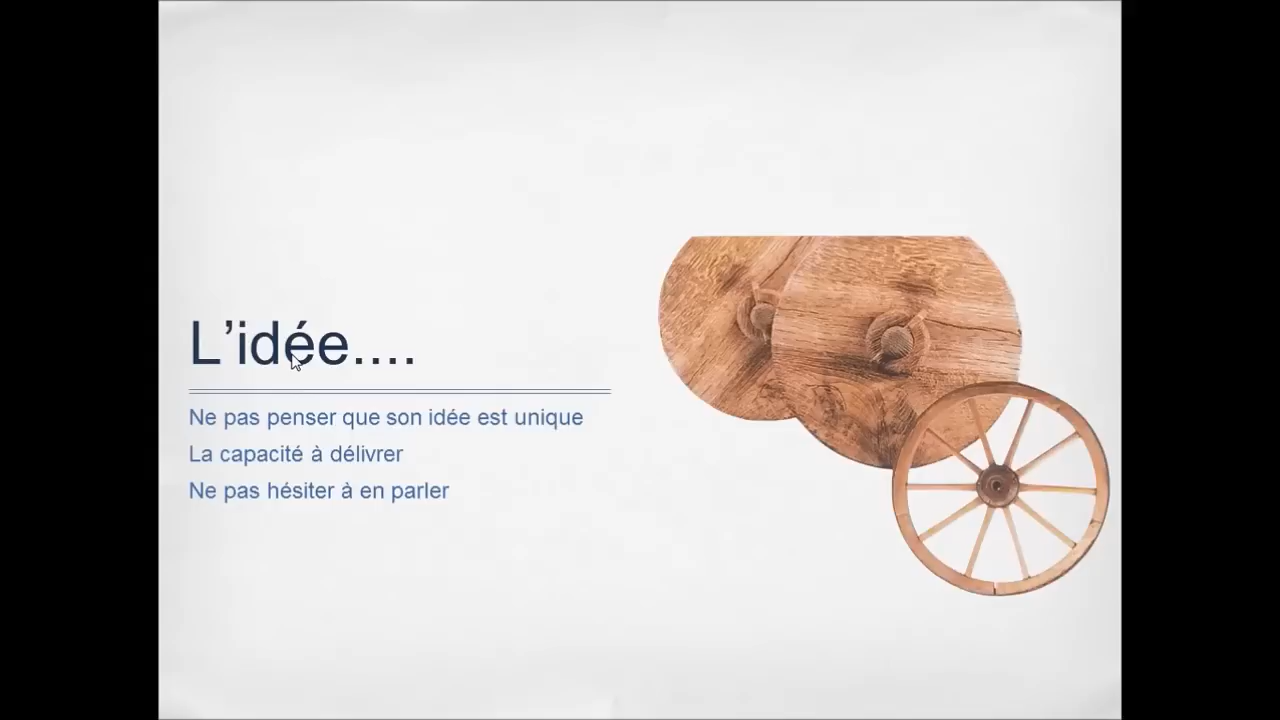 L’idée....
Ne pas penser que son idée est unique
La capacité à délivrer
Ne pas hésiter à en parler